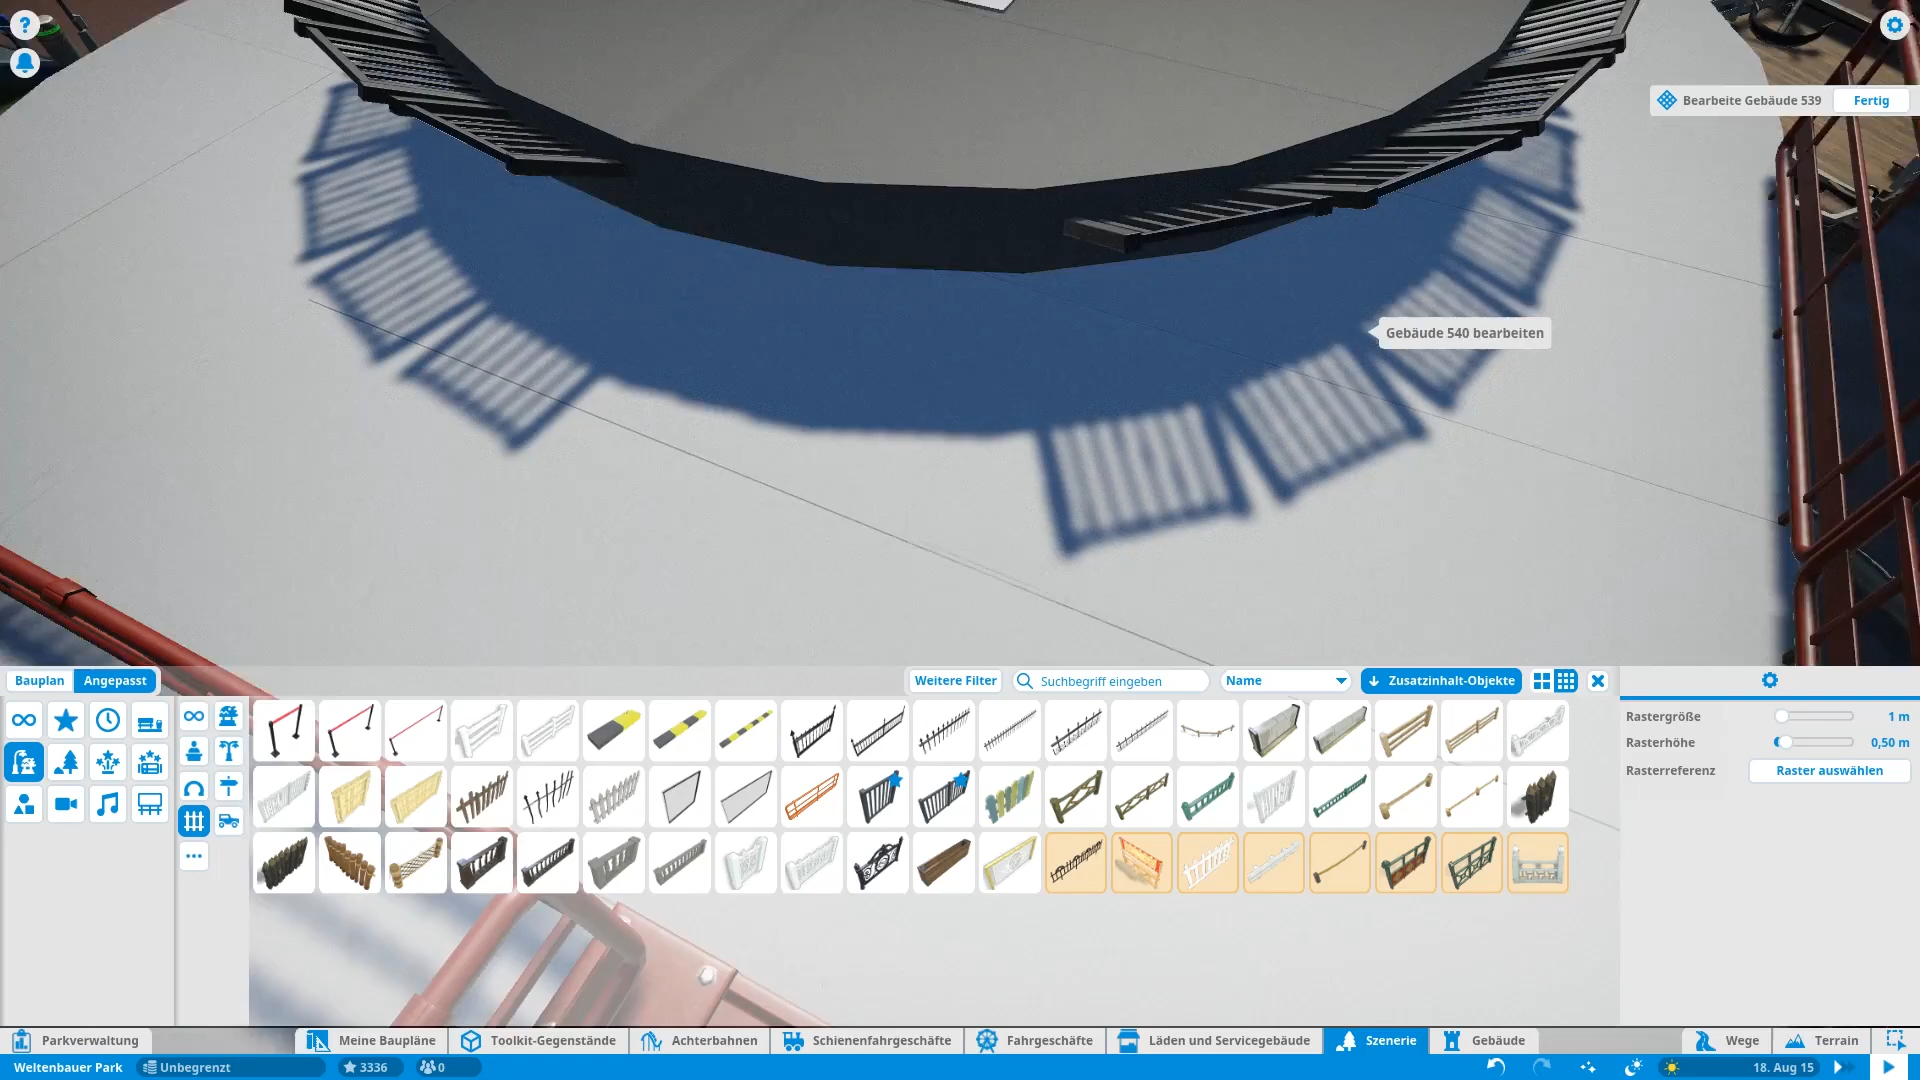 ?
Bearbeite Gebäude 539
Fertig
Gebäude 540 bearbeiten
Bauplan
Angepasst
Weitere Filter
Suchbegriff eingeben
Name
Zusatzinhalt-Objekte
Rastergröße
1 m
Rasterhöhe
0,50 m
Rasterreferenz
Raster auswählen
Parkverwaltung
Meine Baupläne
Toolkit-Gegenstände
Achterbahnen
Schienenfahrgeschäfte
Fahrgeschäfte
Läden und Servicegebäude
Szenerie
Gebäude
Wege
Terrain
Weltenbauer Park
Unbegrenzt
3336
0
18. Aug 15